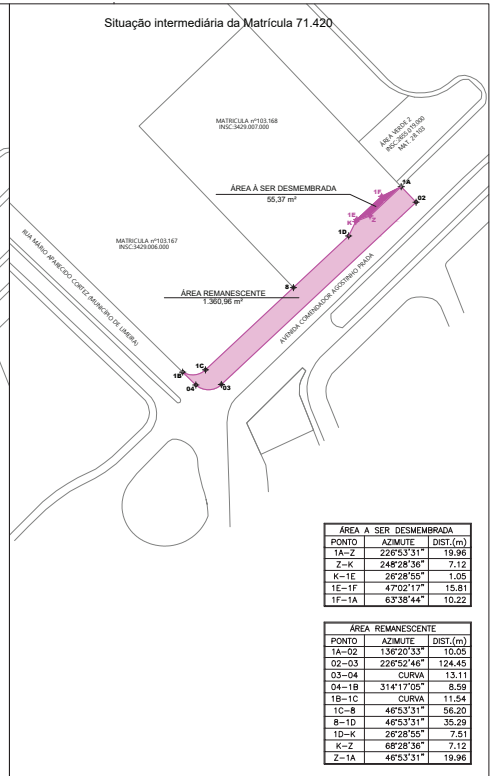 Situação intermediária da Matrícula 71.420
MATRICULA nº103.168
INSC:3429.007.000
ÁREA VERDE 2
INSC:2655.019.000
MAT. 28.103
ÁREA À SER DESMEMBRADA
55,37 m²
1A
1F
02
1E
K
Z
1D
MATRICULA nº103.167
INSC:3429.006.000
RUA MÁRIO APARECIDO CORTEZ (MUNICÍPIO DE LIMEIRA)
ÁREA REMANESCENTE
1.360,96 m²
8
AVENIDA COMENDADOR AGOSTINHO PRADA
1B
1C
04
03
ÁREA A SER DESMEMBRADA
PONTO AZIMUTE DIST.(m)
1A-Z 226°53'31" 19.96
Z-K 248°28'36" 7.12
K-1E 26°28'55" 1.05
1E-1F 47°02'17" 15.81
1F-1A 63°38'44" 10.22
ÁREA REMANESCENTE
PONTO AZIMUTE DIST.(m)
1A-02 136°20'33" 10.05
02-03 226°52'46" 124.45
03-04 CURVA 13.11
04-1B 314°17'05" 8.59
1B-1C CURVA 11.54
1C-8 46°53'31" 56.20
8-1D 46°53'31" 35.29
1D-K 26°28'55" 7.51
K-Z 68°28'36" 7.12
Z-1A 46°53'31" 19.96